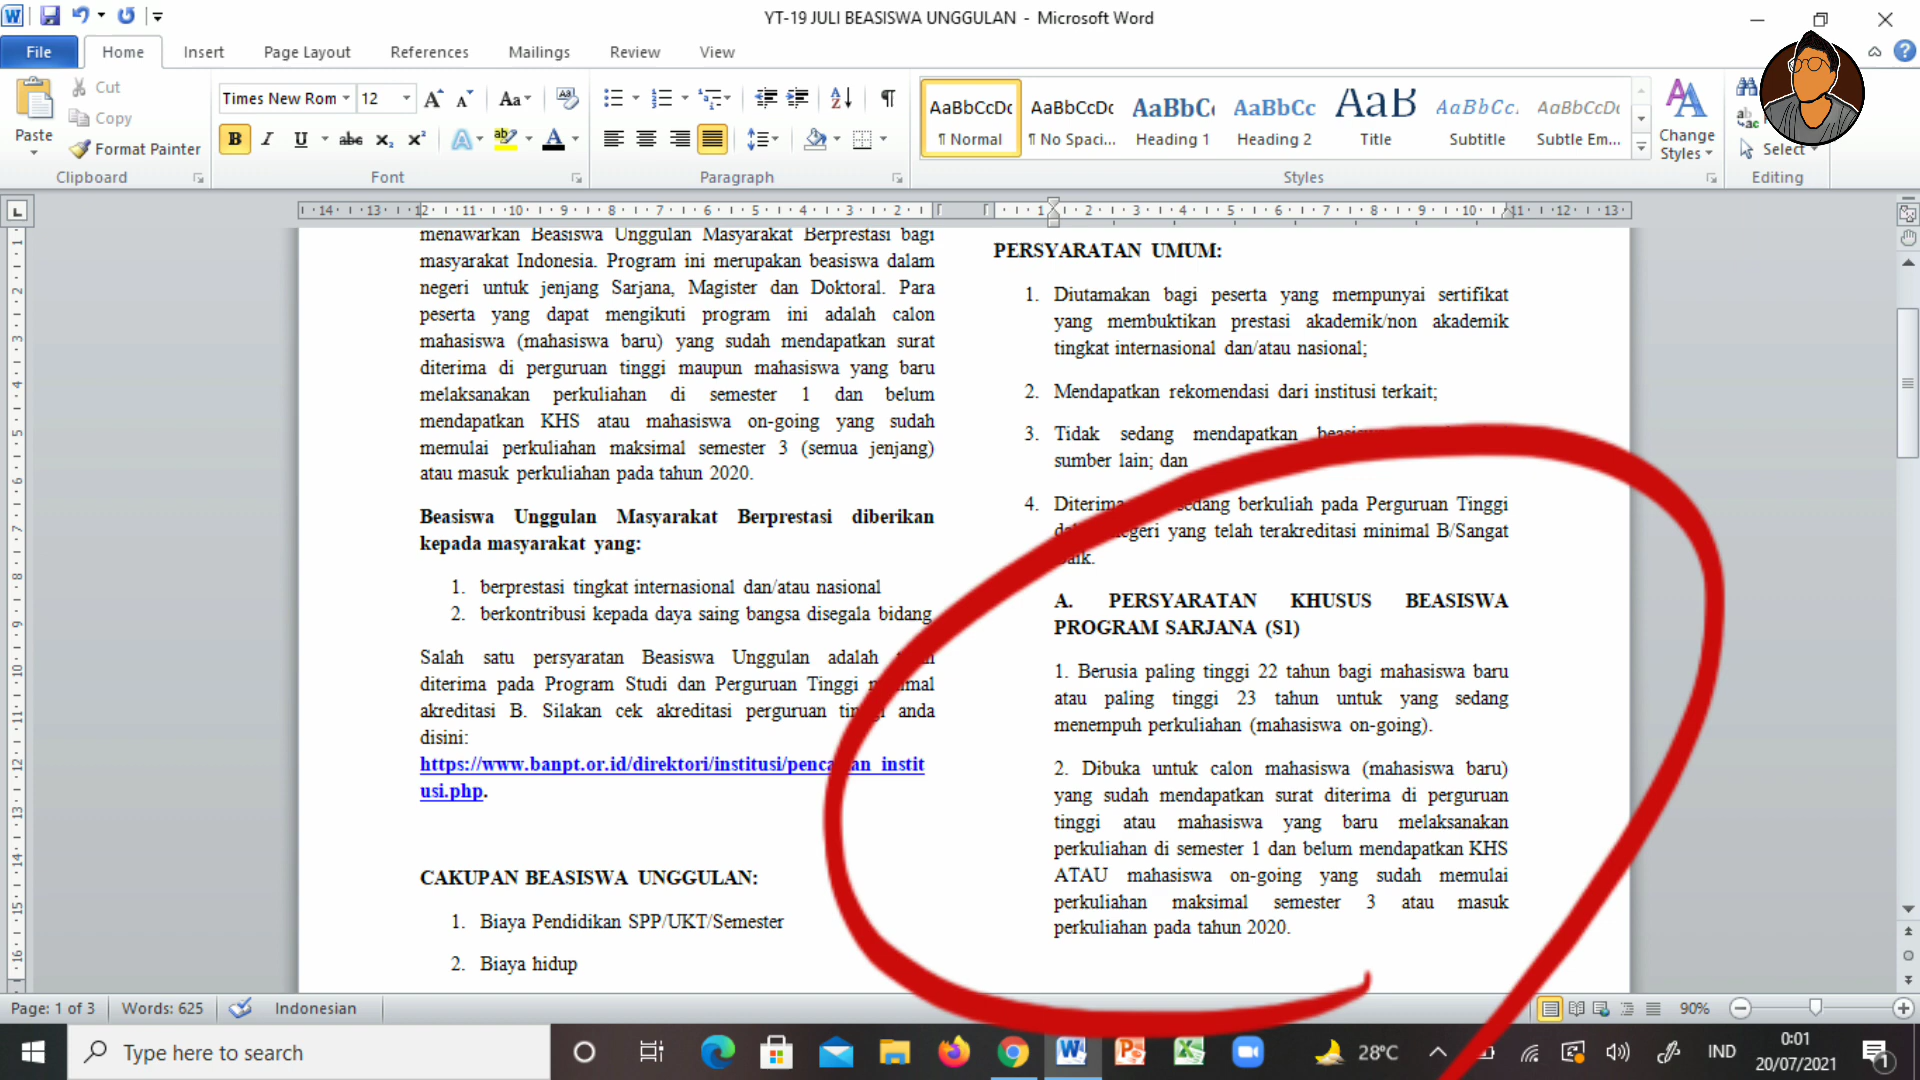 YT-19 JULI BEASISWA UNGGULAN - Microsoft Word
File Home Insert Page Layout References Mailings Review View
Paste
Cut
Copy
Format Painter
Clipboard
Times New Rom 12
Font
Paragraph
AaBbCcDc AaBbCcDc AaBbC AaBbCc AaB AaBbCc. AaBbCcDc
¶ Normal ¶ No Spaci... Heading 1 Heading 2 Title Subtitle Subtle Em...
Change Styles
Styles
Select
Editing
menawarkan Beasiswa Unggulan Masyarakat Berprestasi bagi
masyarakat Indonesia. Program ini merupakan beasiswa dalam
negeri untuk jenjang Sarjana, Magister dan Doktoral. Para
peserta yang dapat mengikuti program ini adalah calon
mahasiswa (mahasiswa baru) yang sudah mendapatkan surat
diterima di perguruan tinggi maupun mahasiswa yang baru
melaksanakan perkuliahan di semester 1 dan belum
mendapatkan KHS atau mahasiswa on-going yang sudah
memulai perkuliahan maksimal semester 3 (semua jenjang)
atau masuk perkuliahan pada tahun 2020.
Beasiswa Unggulan Masyarakat Berprestasi diberikan
kepada masyarakat yang:
1. berprestasi tingkat internasional dan/atau nasional
2. berkontribusi kepada daya saing bangsa disegala bidang
Salah satu persyaratan Beasiswa Unggulan adalah
diterima pada Program Studi dan Perguruan Tinggi
akreditasi B. Silakan cek akreditasi perguruan tinggi anda
disini:
https://www.banpt.or.id/direktori/institusi/pencarian_instit
usi.php.
CAKUPAN BEASISWA UNGGULAN:
1. Biaya Pendidikan SPP/UKT/Semester
2. Biaya hidup
PERSYARATAN UMUM:
1. Diutamakan bagi peserta yang mempunyai sertifikat
yang membuktikan prestasi akademik/non akademik
tingkat internasional dan/atau nasional;
2. Mendapatkan rekomendasi dari institusi terkait;
3. Tidak sedang mendapatkan
sumber lain; dan
4. Diterima sedang berkuliah pada Perguruan Tinggi
negeri yang telah terakreditasi minimal B/Sangat
Baik.
A. PERSYARATAN KHUSUS BEASISWA
PROGRAM SARJANA (S1)
1. Berusia paling tinggi 22 tahun bagi mahasiswa baru
atau paling tinggi 23 tahun untuk yang sedang
menempuh perkuliahan (mahasiswa on-going).
2. Dibuka untuk calon mahasiswa (mahasiswa baru)
yang sudah mendapatkan surat diterima di perguruan
tinggi atau mahasiswa yang baru melaksanakan
perkuliahan di semester 1 dan belum mendapatkan KHS
ATAU mahasiswa on-going yang sudah memulai
perkuliahan maksimal semester 3 atau masuk
perkuliahan pada tahun 2020.
Page: 1 of 3 Words: 625 Indonesian 90%
Type here to search
28°C IND
0:01
20/07/2021
1